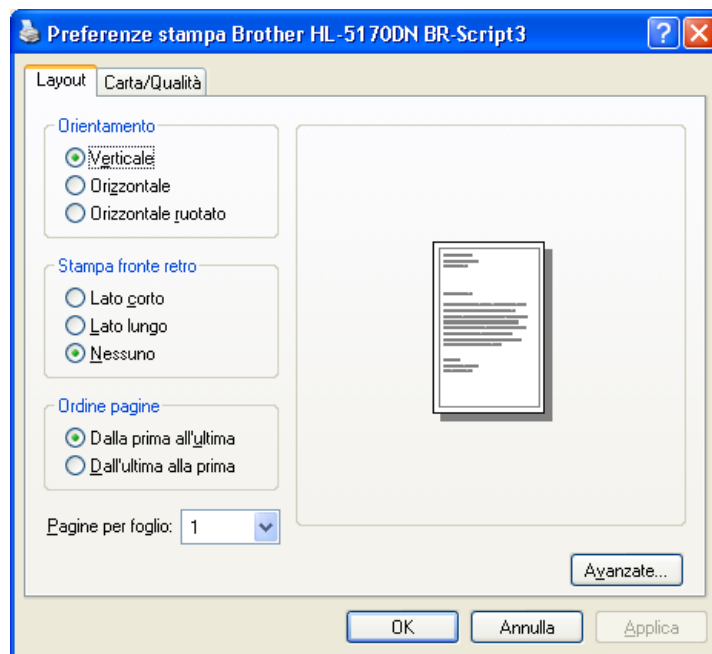 Preferenze stampa Brother HL-5170DN BR-Script3
Layout
Carta/Qualità
Orientamento
Verticale
Orizzontale
Orizzontale ruotato
Stampa fronte retro
Lato corto
Lato lungo
Nessuno
Ordine pagine
Dalla prima all'ultima
Dall'ultima alla prima
Pagine per foglio: 1
Avanzate...
OK Annulla Applica